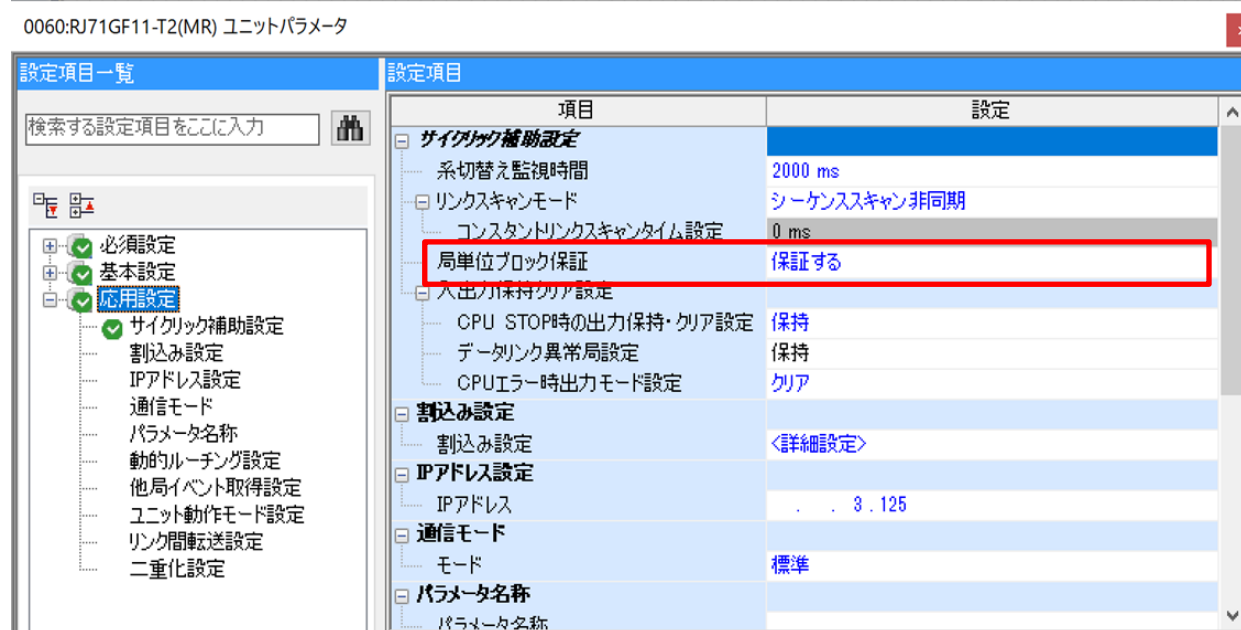 0060:RJ71GF11-T2(MR) ユニットパラメータ
設定項目一覧
検索する設定項目をここに入力
必須設定
基本設定
応用設定
サイクリック補助設定
割込み設定
IPアドレス設定
通信モード
パラメータ名称
動的ルーチング設定
他局イベント取得設定
ユニット動作モード設定
リンク間転送設定
二重化設定
設定項目
項目 設定
サイクリック補助設定
系切替え監視時間 2000 ms
リンクスキャンモード シーケンススキャン非同期
コンスタントリンクスキャンタイム設定 0 ms
局単位ブロック保証 保証する
入出力保持クリア設定
CPU STOP時の出力保持・クリア設定 保持
データリンク異常局設定 保持
CPUエラー時出力モード設定 クリア
割込み設定
割込み設定 <詳細設定>
IPアドレス設定
IPアドレス . . 3 . 125
通信モード
モード 標準
パラメータ名称
パラメータ名称